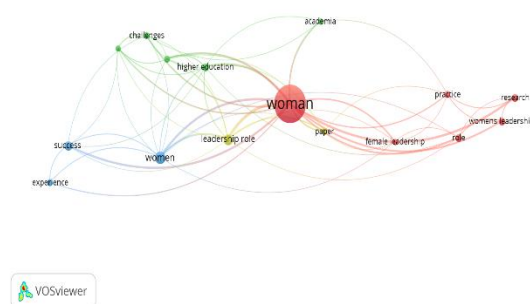 academia
challenges
higher education
practice
research
woman
womens leadershi
paper
leadership role
female leadership
role
success
women
experience
VOSviewer